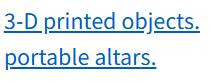 3-D printed objects.
portable altars.